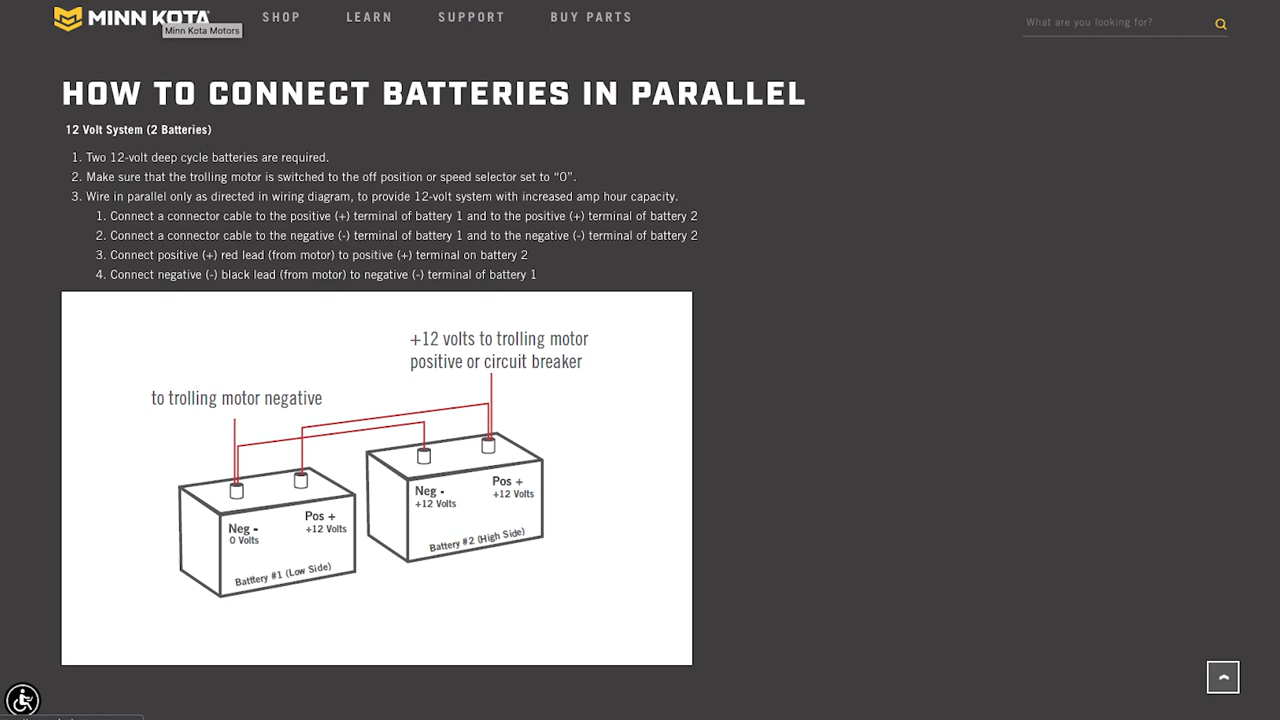 MINN KOTA
SHOP
LEARN
SUPPORT
BUY PARTS
What are you looking for?
Minn Kota Motors
HOW TO CONNECT BATTERIES IN PARALLEL
12 Volt System (2 Batteries)
1. Two 12-volt deep cycle batteries are required.
2. Make sure that the trolling motor is switched to the off position or speed selector set to "0".
3. Wire in parallel only as directed in wiring diagram, to provide 12-volt system with increased amp hour capacity.
1. Connect a connector cable to the positive (+) terminal of battery 1 and to the positive (+) terminal of battery 2
2. Connect a connector cable to the negative (-) terminal of battery 1 and to the negative (-) terminal of battery 2
3. Connect positive (+) red lead (from motor) to positive (+) terminal on battery 2
4. Connect negative (-) black lead (from motor) to negative (-) terminal of battery 1
+12 volts to trolling motor
positive or circuit breaker
to trolling motor negative
Neg -
+12 Volts
Pos +
+12 Volts
Battery #2 (High Side)
Neg -
0 Volts
Pos +
+12 Volts
Batttery #1 (Low Side)